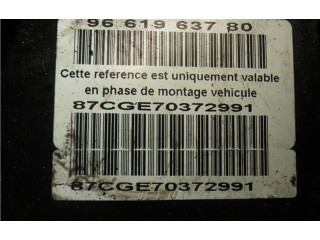 96 619 637 80
Cette reference est uniquement valable
en phase de montage vehicule
87CGE70372991
87CGE70372991